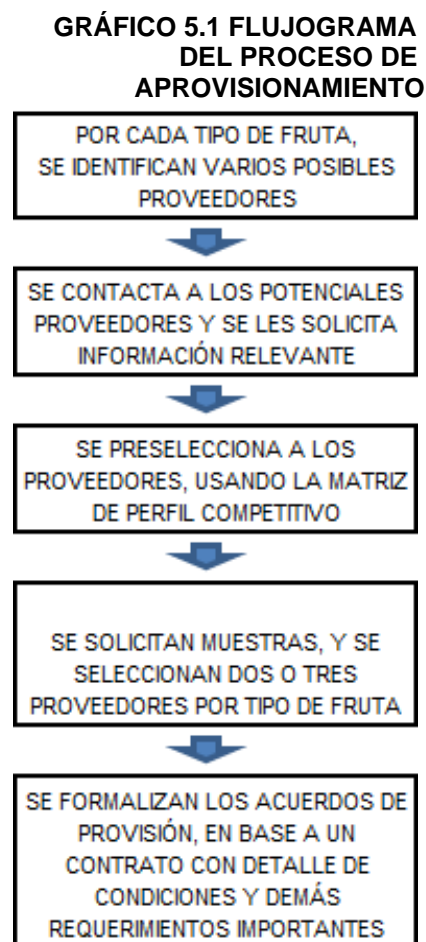 GRÁFICO 5.1 FLUJOGRAMA
DEL PROCESO DE
APROVISIONAMIENTO
POR CADA TIPO DE FRUTA,
SE IDENTIFICAN VARIOS POSIBLES
PROVEEDORES
SE CONTACTA A LOS POTENCIALES
PROVEEDORES Y SE LES SOLICITA
INFORMACIÓN RELEVANTE
SE PRESELECCIONA A LOS
PROVEEDORES, USANDO LA MATRIZ
DE PERFIL COMPETITIVO
SE SOLICITAN MUESTRAS, Y SE
SELECCIONAN DOS O TRES
PROVEEDORES POR TIPO DE FRUTA
SE FORMALIZAN LOS ACUERDOS DE
PROVISIÓN, EN BASE A UN
CONTRATO CON DETALLE DE
CONDICIONES Y DEMÁS
REQUERIMIENTOS IMPORTANTES